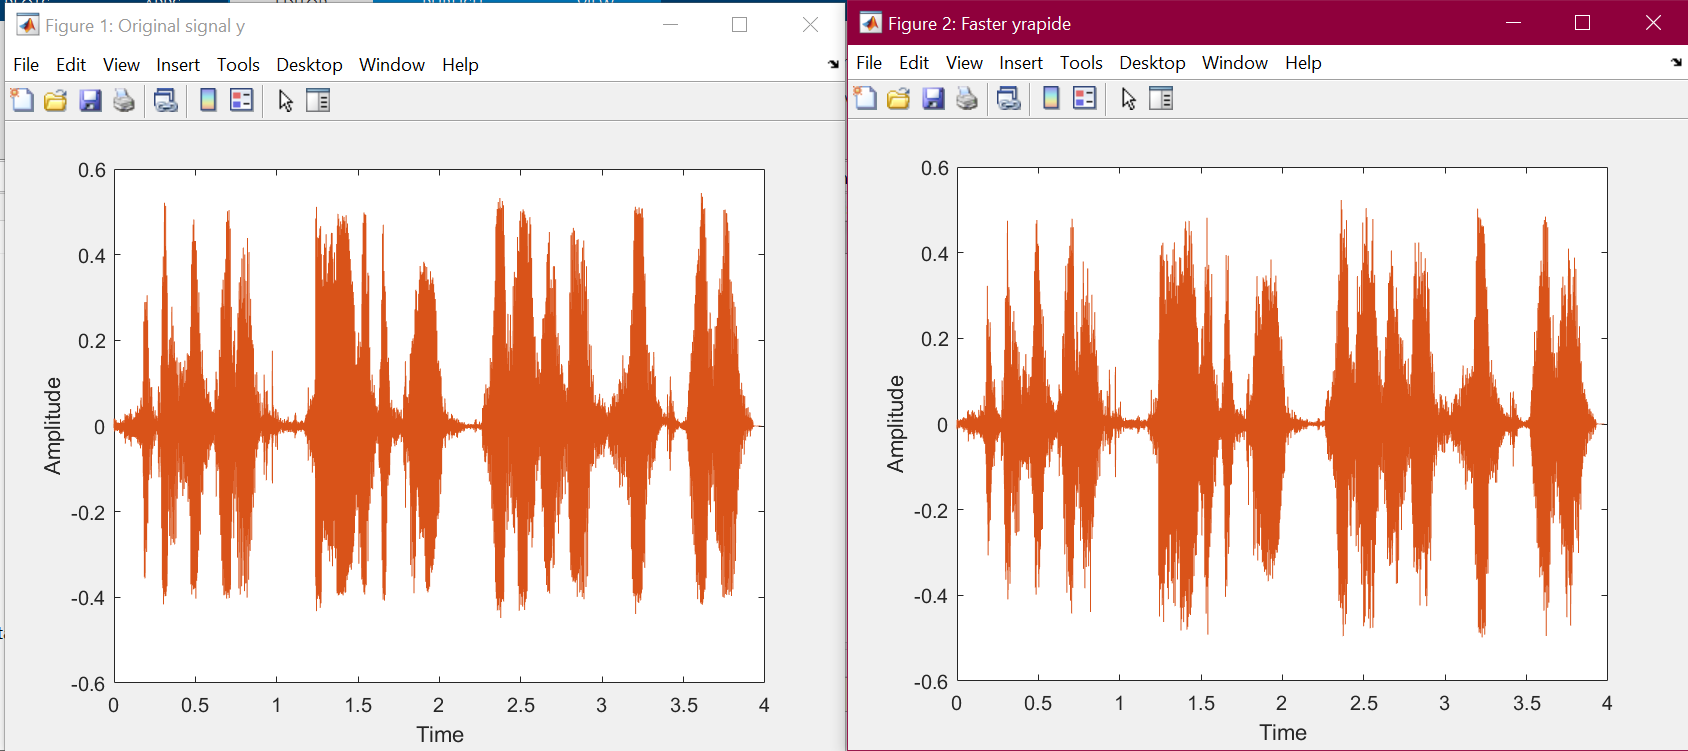 Figure 1: Original signal y
File Edit View Insert Tools Desktop Window Help
0.6
0.4
0.2
0
-0.2
-0.4
-0.6
Amplitude
0 0.5 1 1.5 2 2.5 3 3.5 4
Time
Figure 2: Faster yrapide
File Edit View Insert Tools Desktop Window Help
0.6
0.4
0.2
0
-0.2
-0.4
-0.6
Amplitude
0 0.5 1 1.5 2 2.5 3 3.5 4
Time